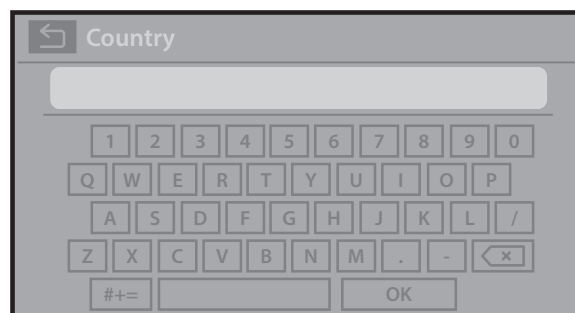 Country
1 2 3 4 5 6 7 8 9 0
Q W E R T Y U I O P
A S D F G H J K L /
Z X C V B N M . - ×
#+= OK